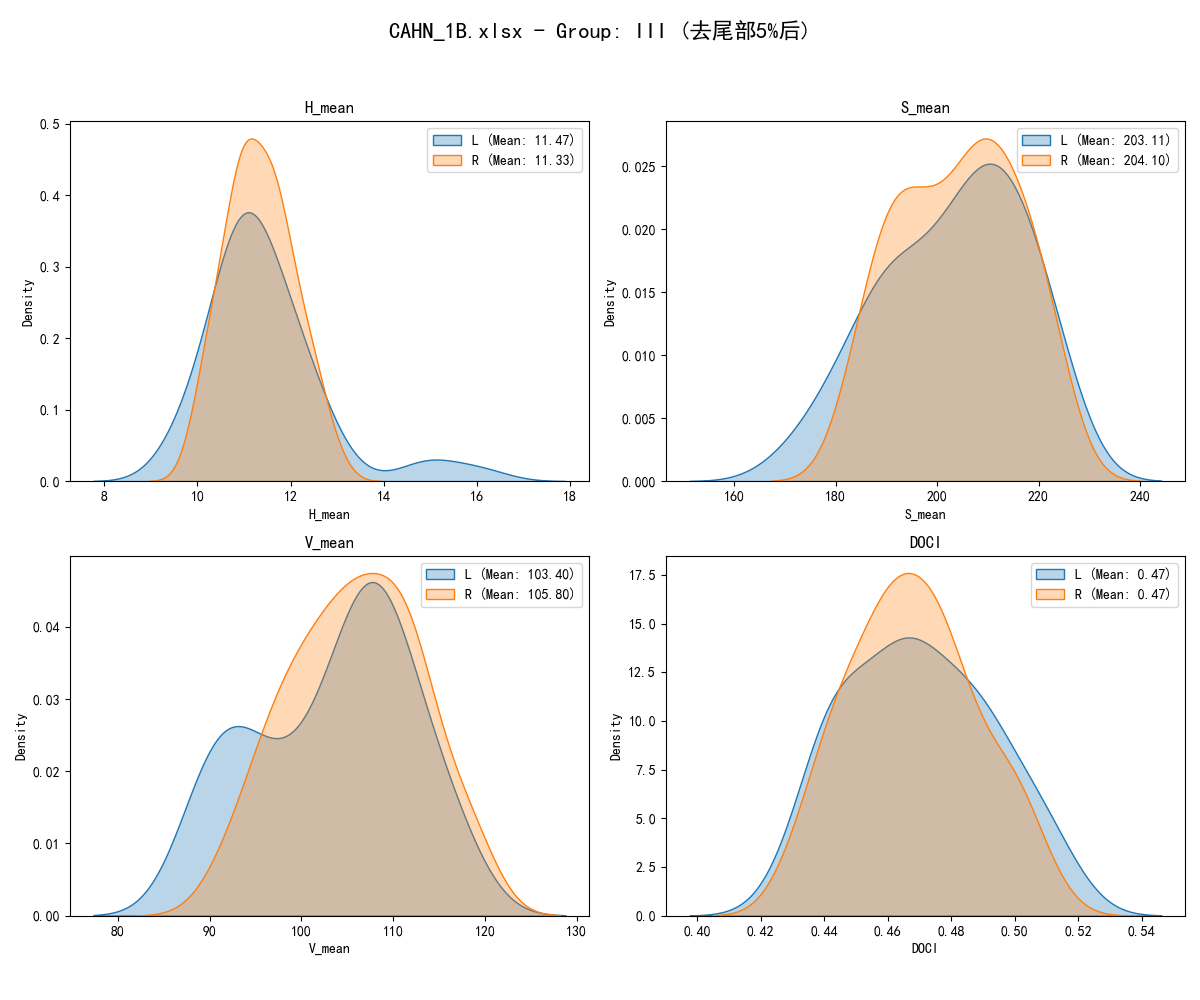 CAHN_1B.xlsx - Group: III (去尾部5%后)
H_mean
L (Mean: 11.47)
R (Mean: 11.33)
0.5
0.4
0.3
0.2
0.1
0.0
Density
8 10 12 14 16 18
H_mean
S_mean
L (Mean: 203.11)
R (Mean: 204.10)
0.025
0.020
0.015
0.010
0.005
0.000
Density
160 180 200 220 240
S_mean
V_mean
L (Mean: 103.40)
R (Mean: 105.80)
0.04
0.03
0.02
0.01
0.00
Density
80 90 100 110 120 130
V_mean
DOCI
L (Mean: 0.47)
R (Mean: 0.47)
17.5
15.0
12.5
10.0
7.5
5.0
2.5
0.0
Density
0.40 0.42 0.44 0.46 0.48 0.50 0.52 0.54
DOCI